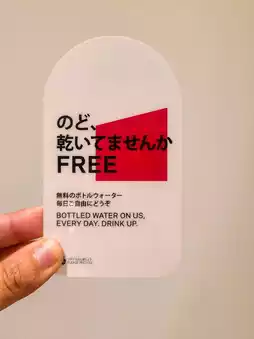 のど、
乾いてませんか
FREE
無料のボトルウォーター
毎日ご自由にどうぞ
BOTTLED WATER ON US,
EVERY DAY. DRINK UP.